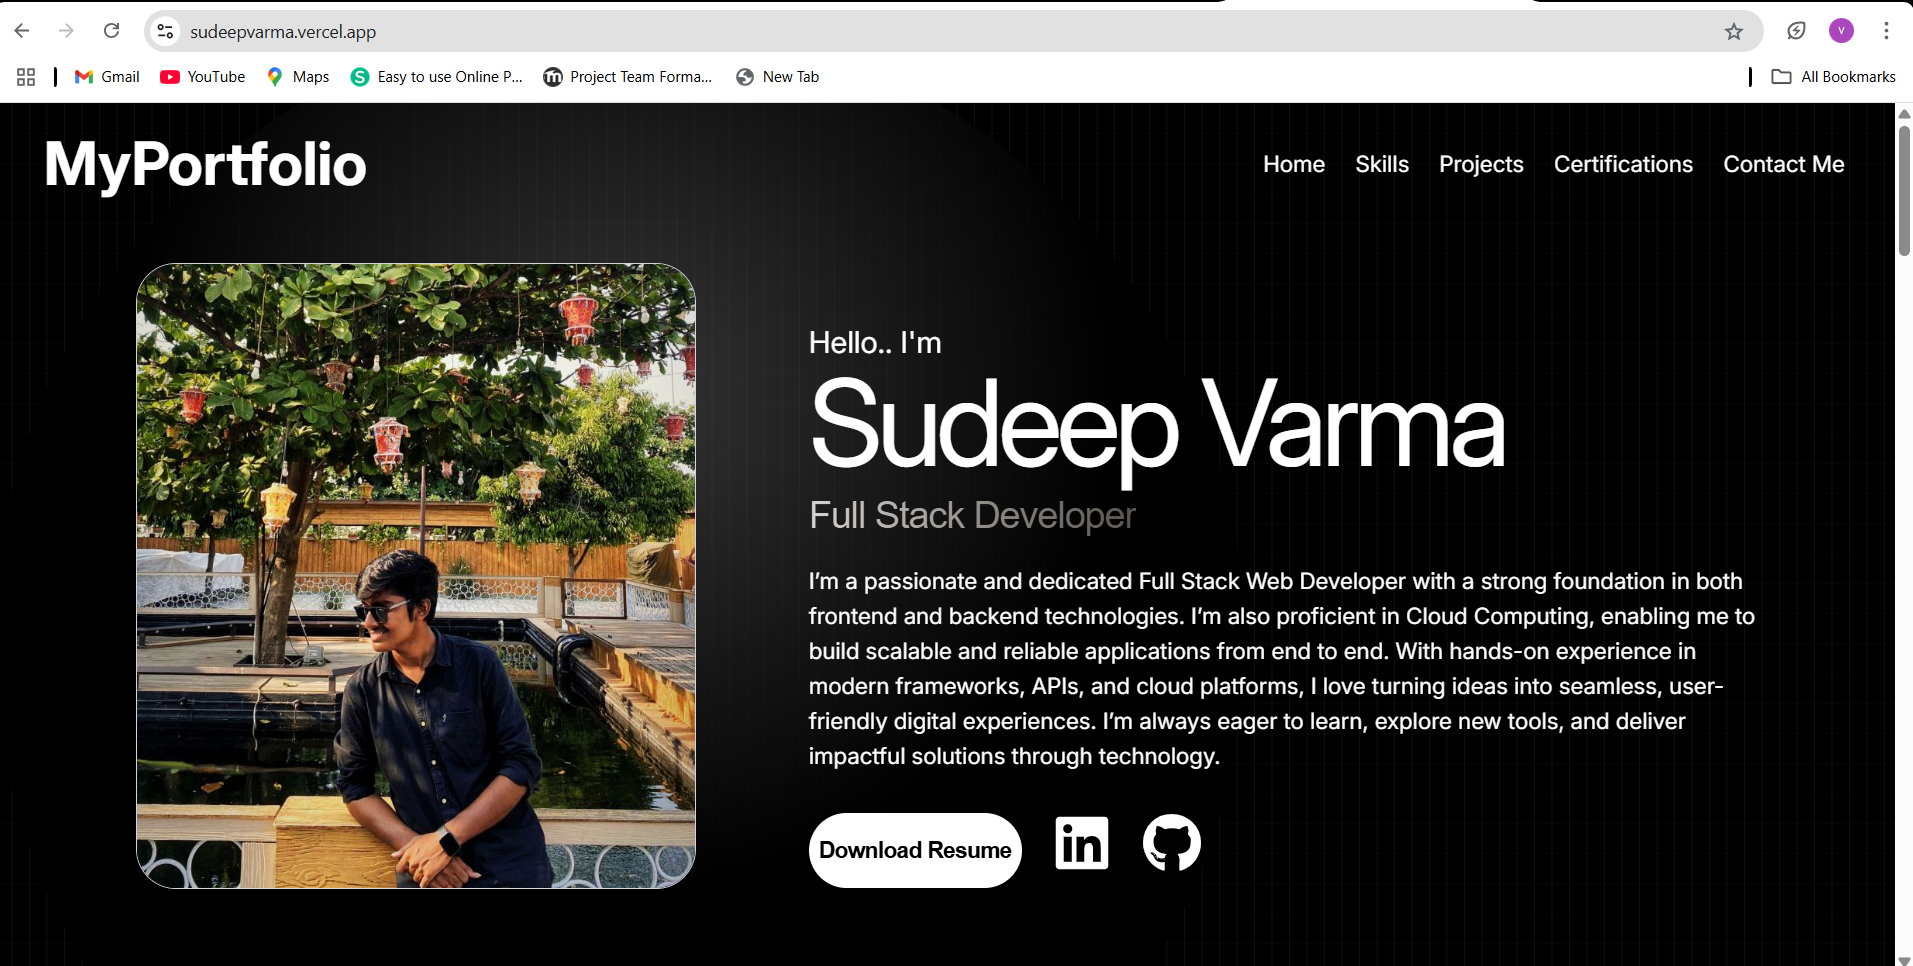 sudeepvarma.vercel.app
V
Gmail
YouTube
Maps
Easy to use Online P...
Project Team Forma...
New Tab
All Bookmarks
MyPortfolio
Home
Skills
Projects
Certifications
Contact Me
Hello.. I'm
Sudeep Varma
Full Stack Developer
I’m a passionate and dedicated Full Stack Web Developer with a strong foundation in both
frontend and backend technologies. I’m also proficient in Cloud Computing, enabling me to
build scalable and reliable applications from end to end. With hands-on experience in
modern frameworks, APIs, and cloud platforms, I love turning ideas into seamless, user-
friendly digital experiences. I’m always eager to learn, explore new tools, and deliver
impactful solutions through technology.
Download Resume
in